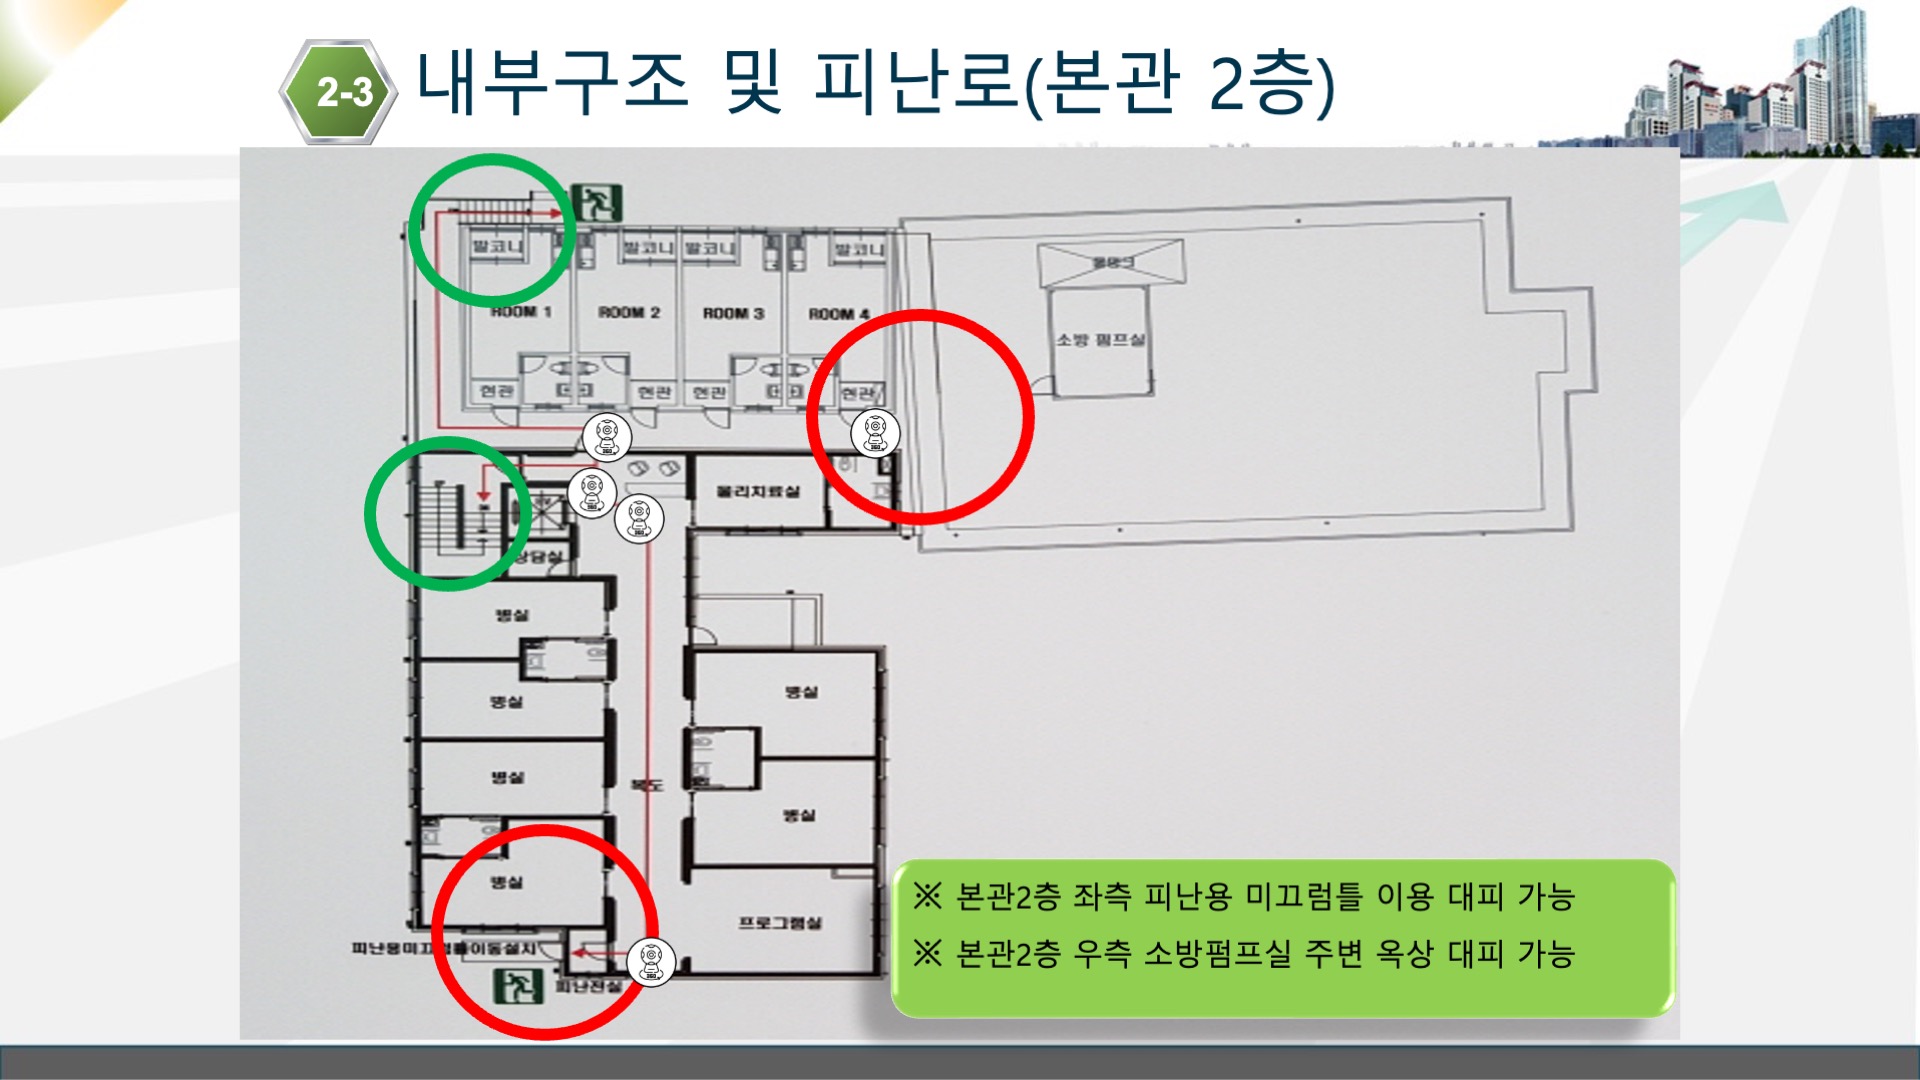 2-3
내부구조 및 피난로(본관 2층)
발코니
발코니
발코니
발코니
물탱크
ROOM 1
ROOM 2
ROOM 3
ROOM 4
소방 펌프실
현관
현관
현관
현관
물리치료실
EV
상담실
병실
병실
병실
병실
병실
복도
병실
병실
프로그램실
피난용미끄럼틀이동설치
피난전실
※ 본관2층 좌측 피난용 미끄럼틀 이용 대피 가능
※ 본관2층 우측 소방펌프실 주변 옥상 대피 가능